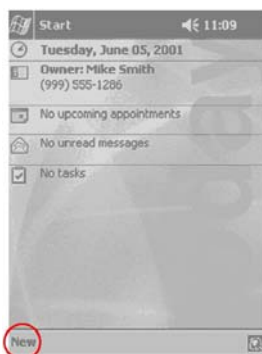 Start 11:09
Tuesday, June 05, 2001
Owner: Mike Smith
(999) 555-1286
No upcoming appointments
No unread messages
No tasks
New